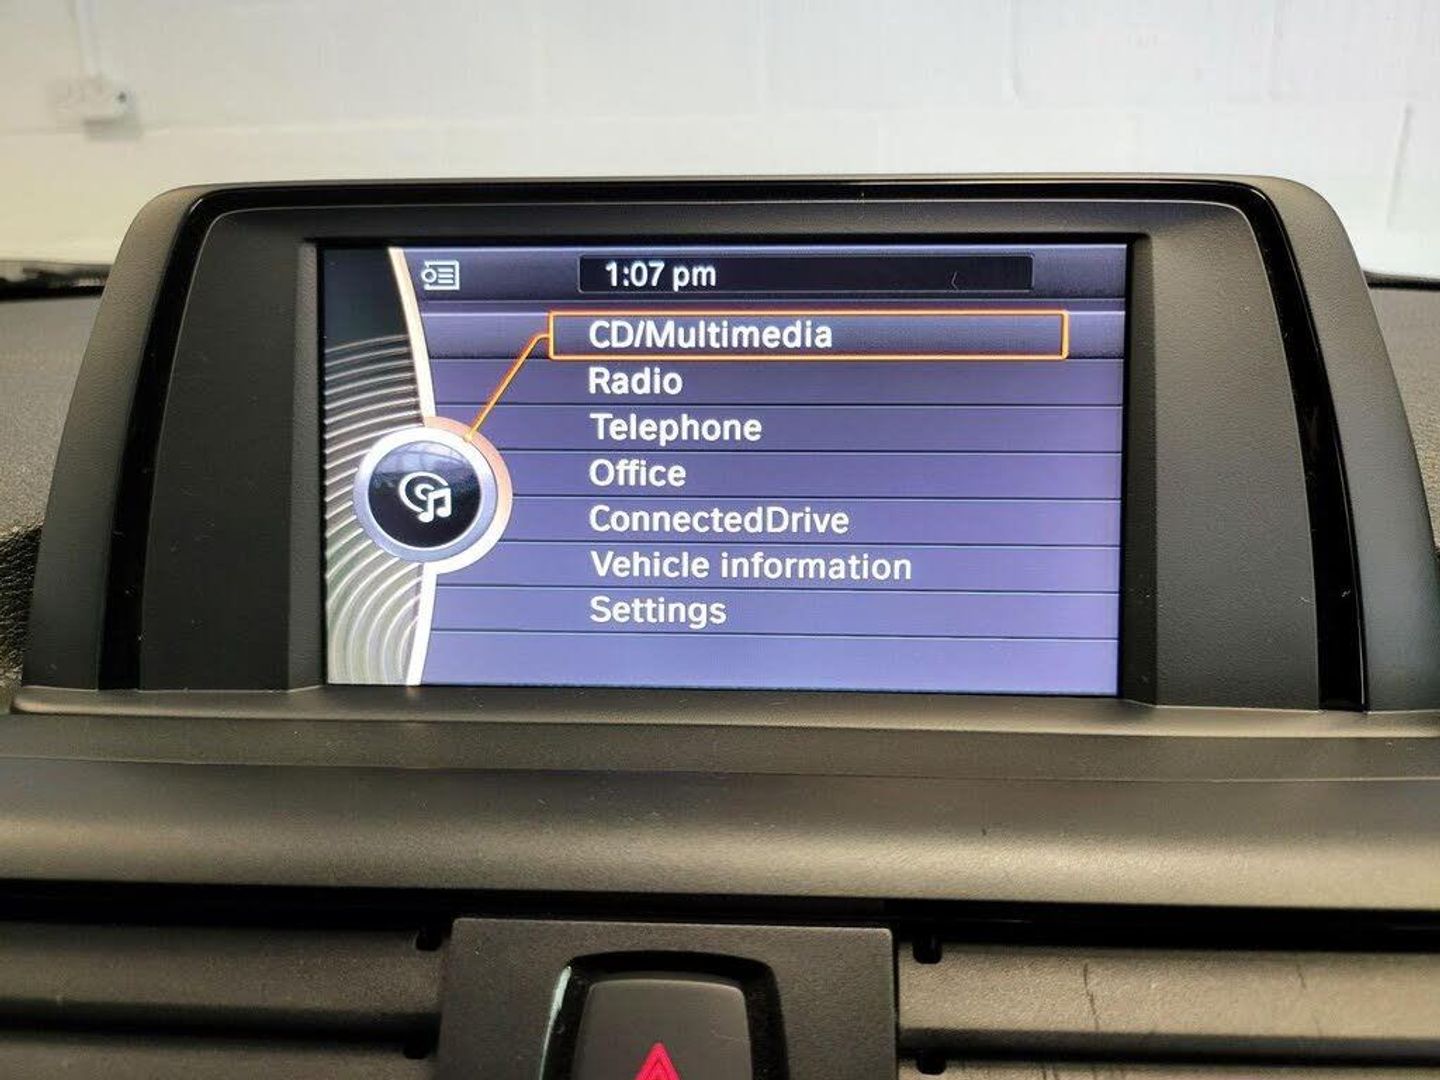 1:07 pm
CD/Multimedia
Radio
Telephone
Office
ConnectedDrive
Vehicle information
Settings